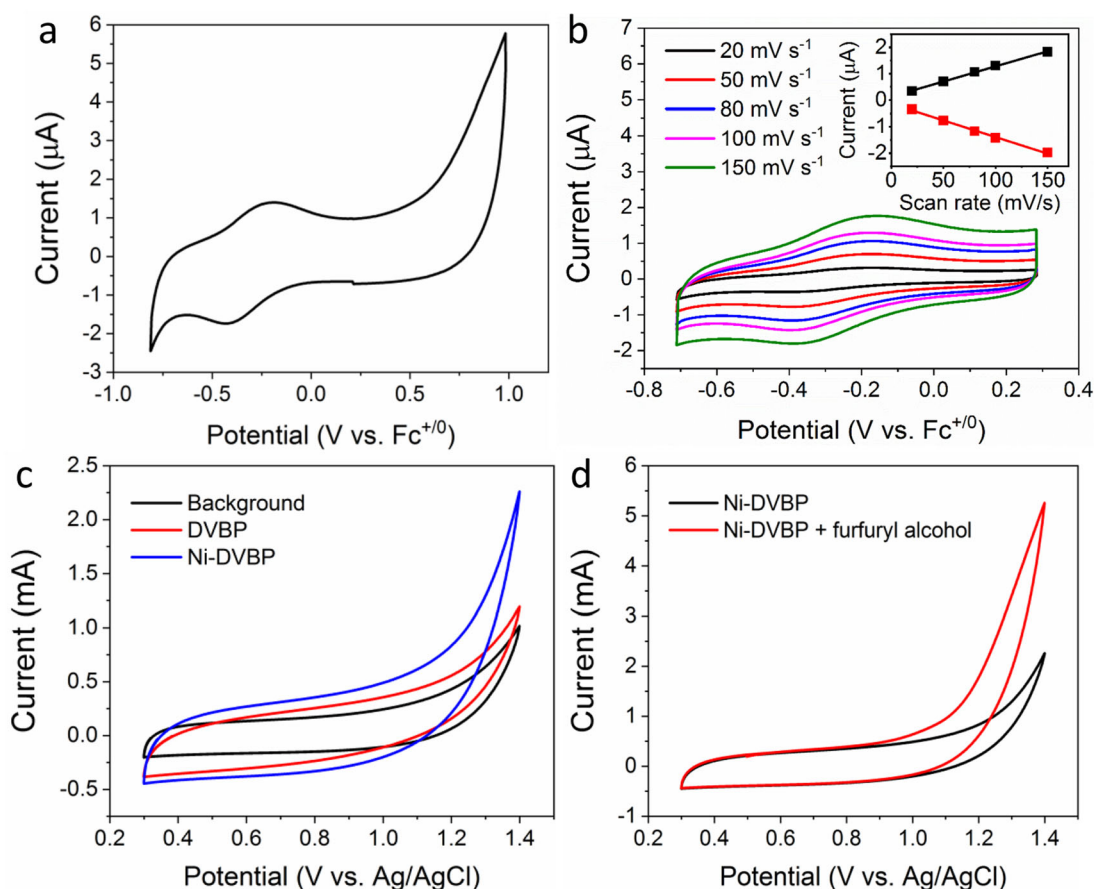 a
6
5
4
3
2
1
0
-1
-2
-3
-1.0 -0.5 0.0 0.5 1.0
Current (μA)
Potential (V vs. Fc⁺ᐟ⁰)
b
7
6
5
4
3
2
1
0
-1
-2
-0.8 -0.6 -0.4 -0.2 0.0 0.2 0.4
Current (μA)
Potential (V vs. Fc⁺ᐟ⁰)
20 mV s⁻¹
50 mV s⁻¹
80 mV s⁻¹
100 mV s⁻¹
150 mV s⁻¹
2
1
0
-1
-2
0 50 100 150
Current (μA)
Scan rate (mV/s)
c
2.5
2.0
1.5
1.0
0.5
0.0
-0.5
0.2 0.4 0.6 0.8 1.0 1.2 1.4
Current (mA)
Potential (V vs. Ag/AgCl)
Background
DVBP
Ni-DVBP
d
6
5
4
3
2
1
0
-1
0.2 0.4 0.6 0.8 1.0 1.2 1.4
Current (mA)
Potential (V vs. Ag/AgCl)
Ni-DVBP
Ni-DVBP + furfuryl alcohol